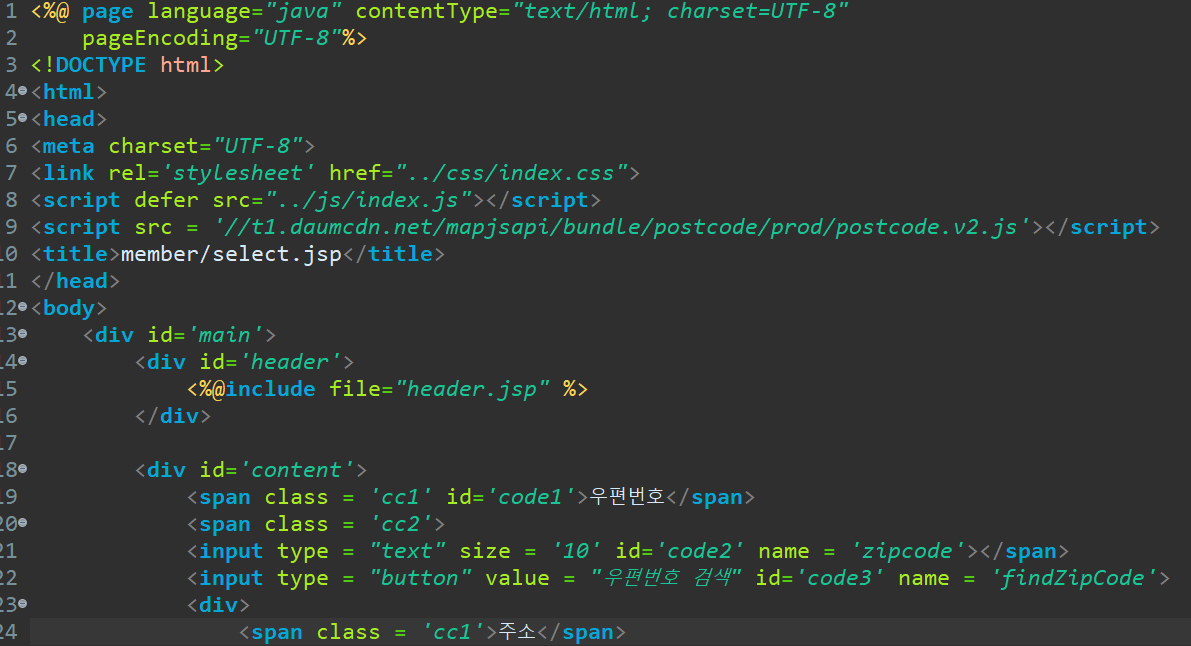 1 <%@ page language="java" contentType="text/html; charset=UTF-8"
2     pageEncoding="UTF-8"%>
3 <!DOCTYPE html>
4 <html>
5 <head>
6 <meta charset="UTF-8">
7 <link rel='stylesheet' href="../css/index.css">
8 <script defer src="../js/index.js"></script>
9 <script src = '//t1.daumcdn.net/mapjsapi/bundle/postcode/prod/postcode.v2.js'></script>
10 <title>member/select.jsp</title>
11 </head>
12 <body>
13     <div id='main'>
14         <div id='header'>
15             <%@include file="header.jsp" %>
16         </div>
17
18         <div id='content'>
19             <span class = 'cc1' id='code1'>우편번호</span>
20             <span class = 'cc2'>
21             <input type = "text" size = '10' id='code2' name = 'zipcode'></span>
22             <input type = "button" value = "우편번호 검색" id='code3' name = 'findZipCode'>
23             <div>
24                 <span class = 'cc1'>주소</span>